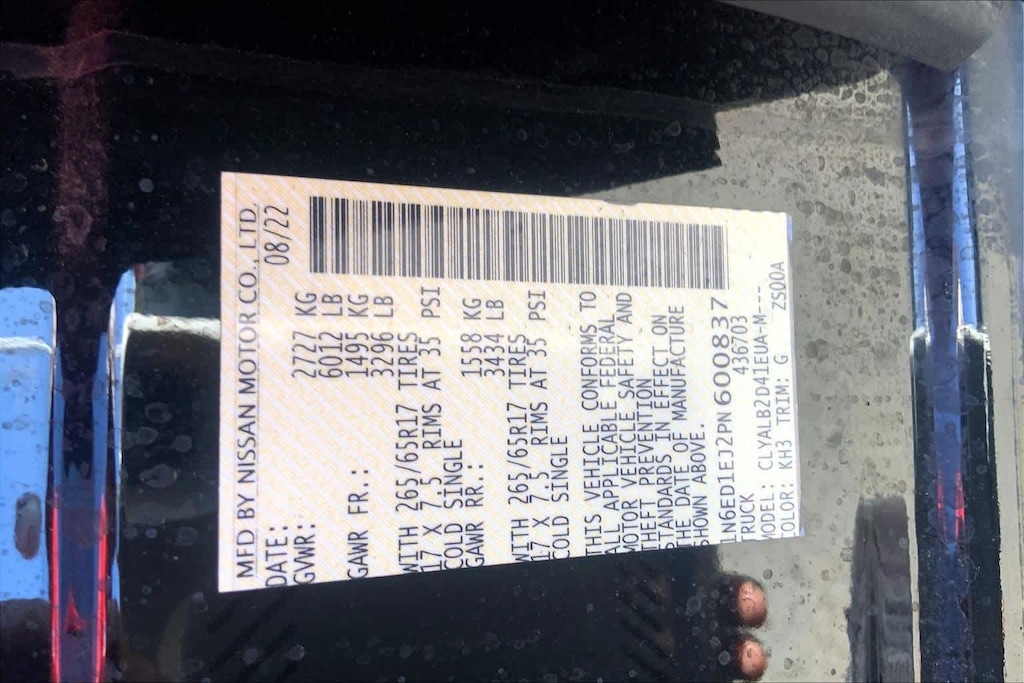 MFD BY NISSAN MOTOR CO., LTD.
DATE: 08/22
GVWR: 2727 KG
6012 LB
GAWR FR.: 1495 KG
3296 LB
WITH 265/65R17 TIRES
17 X 7.5 RIMS AT 35 PSI
COLD SINGLE
GAWR RR.: 1558 KG
3434 LB
WITH 265/65R17 TIRES
17 X 7.5 RIMS AT 35 PSI
COLD SINGLE
THIS VEHICLE CONFORMS TO
ALL APPLICABLE FEDERAL
MOTOR VEHICLE SAFETY AND
THEFT PREVENTION
STANDARDS IN EFFECT ON
THE DATE OF MANUFACTURE
SHOWN ABOVE.
1N6ED1EJ2PN600837
TRUCK 436703
MODEL: CLYALB2D41EUA-M---
COLOR: KH3 TRIM: G Z500A